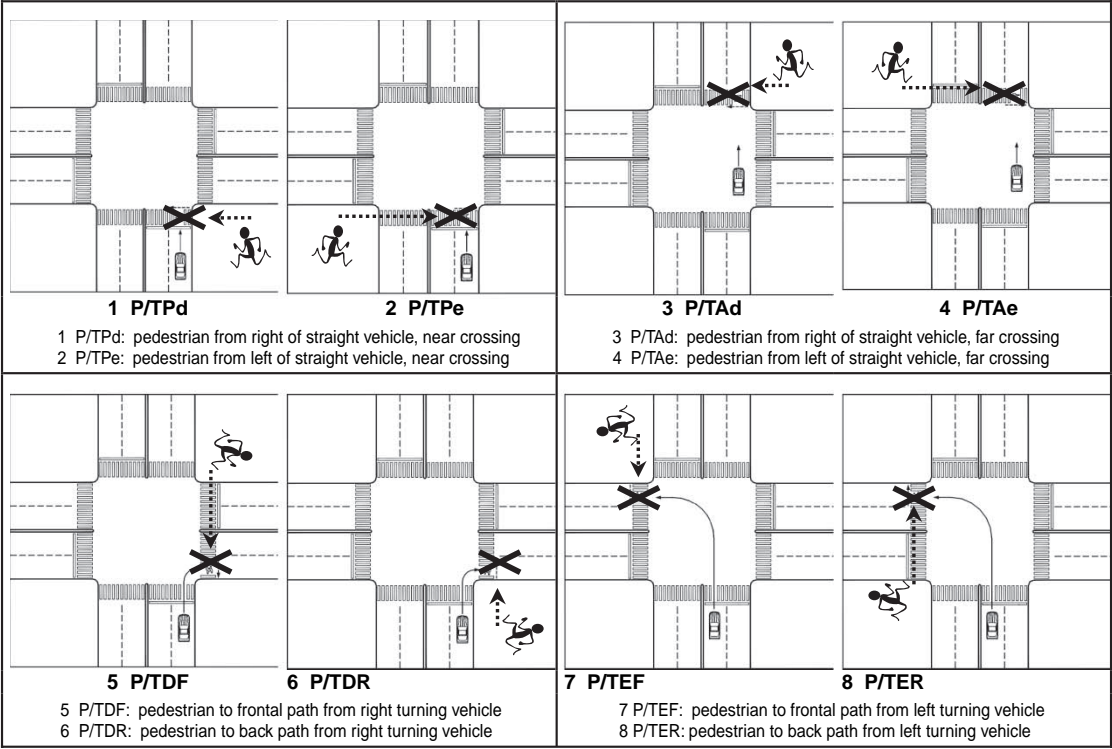 1 P/TPd
2 P/TPe
1 P/TPd: pedestrian from right of straight vehicle, near crossing
2 P/TPe: pedestrian from left of straight vehicle, near crossing
3 P/TAd
4 P/TAe
3 P/TAd: pedestrian from right of straight vehicle, far crossing
4 P/TAe: pedestrian from left of straight vehicle, far crossing
5 P/TDF
6 P/TDR
5 P/TDF: pedestrian to frontal path from right turning vehicle
6 P/TDR: pedestrian to back path from right turning vehicle
7 P/TEF
8 P/TER
7 P/TEF: pedestrian to frontal path from left turning vehicle
8 P/TER: pedestrian to back path from left turning vehicle